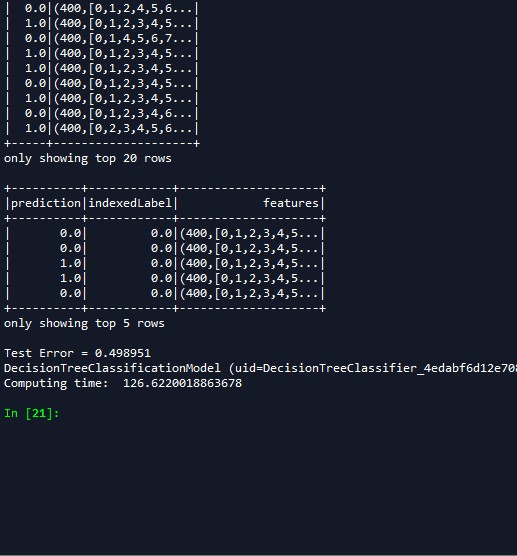 |  0.0|(400,[0,1,2,4,5,6...|
|  1.0|(400,[0,1,2,3,4,5...|
|  0.0|(400,[0,1,4,5,6,7...|
|  1.0|(400,[0,1,2,3,4,5...|
|  1.0|(400,[0,1,2,3,4,5...|
|  0.0|(400,[0,1,2,3,4,5...|
|  1.0|(400,[0,1,2,3,4,5...|
|  0.0|(400,[0,1,2,3,4,6...|
|  1.0|(400,[0,2,3,4,5,6...|
+-----+--------------------+
only showing top 20 rows

+----------+------------+--------------------+
|prediction|indexedLabel|            features|
+----------+------------+--------------------+
|       0.0|         0.0|(400,[0,1,2,3,4,5...|
|       0.0|         0.0|(400,[0,1,2,3,4,5...|
|       1.0|         0.0|(400,[0,1,2,3,4,5...|
|       1.0|         0.0|(400,[0,1,2,3,4,5...|
|       0.0|         0.0|(400,[0,1,2,3,4,5...|
+----------+------------+--------------------+
only showing top 5 rows

Test Error = 0.498951
DecisionTreeClassificationModel (uid=DecisionTreeClassifier_4edabf6d12e708
Computing time:  126.6220018863678

In [21]: